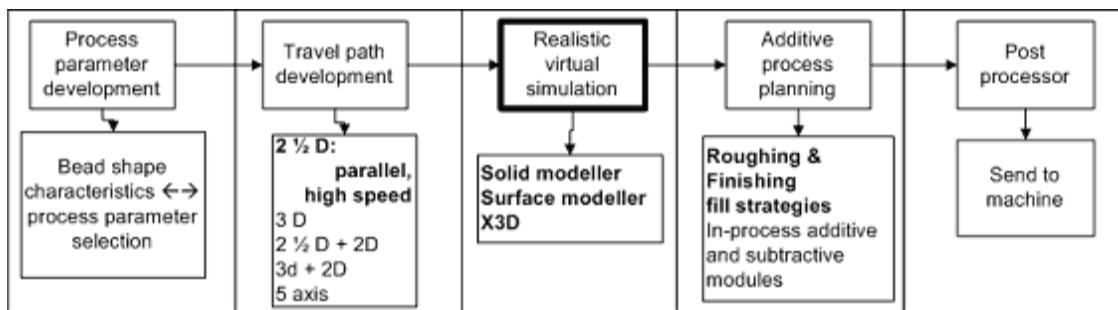 Process
parameter
development
Travel path
development
Realistic
virtual
simulation
Additive
process
planning
Post
processor
Bead shape
characteristics ←→
process parameter
selection
2 ½ D:
parallel,
high speed
3 D
2 ½ D + 2D
3d + 2D
5 axis
Solid modeller
Surface modeller
X3D
Roughing &
Finishing
fill strategies
In-process additive
and subtractive
modules
Send to
machine